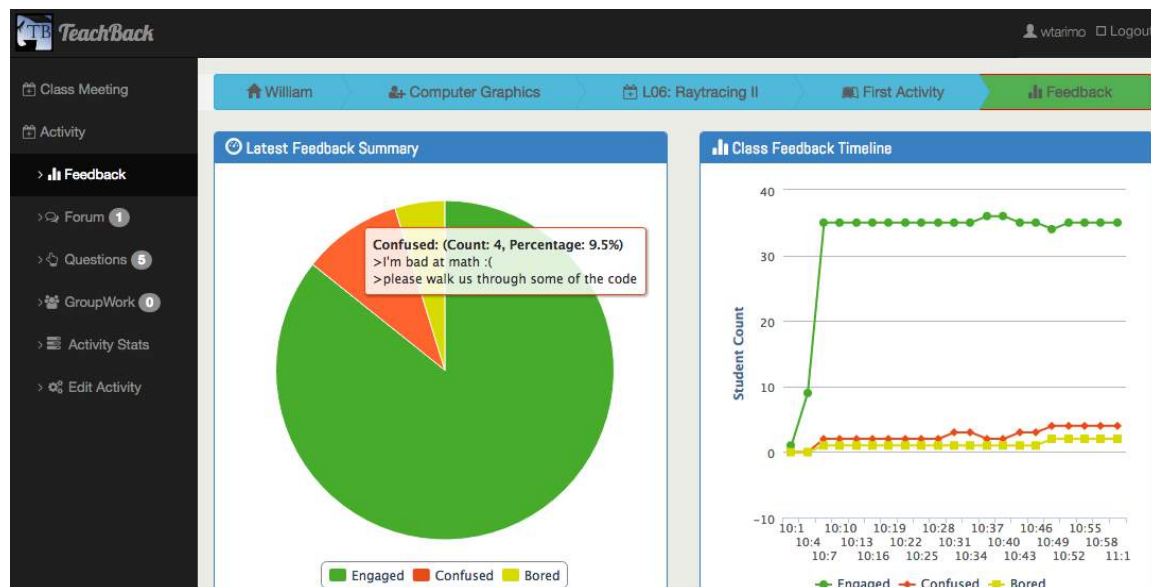 TB TeachBack
wtarimo Logout
Class Meeting
Activity
> Feedback
> Forum 1
> Questions 5
> GroupWork 0
> Activity Stats
> Edit Activity
William
Computer Graphics
L06: Raytracing II
First Activity
Feedback
Latest Feedback Summary
Confused: (Count: 4, Percentage: 9.5%)
>I'm bad at math :(
>please walk us through some of the code
Engaged Confused Bored
Class Feedback Timeline
40
30
20
10
0
-10
Student Count
10:1 10:10 10:19 10:28 10:37 10:46 10:55
10:4 10:13 10:22 10:31 10:40 10:49 10:58
10:7 10:16 10:25 10:34 10:43 10:52 11:1
Engaged Confused Bored